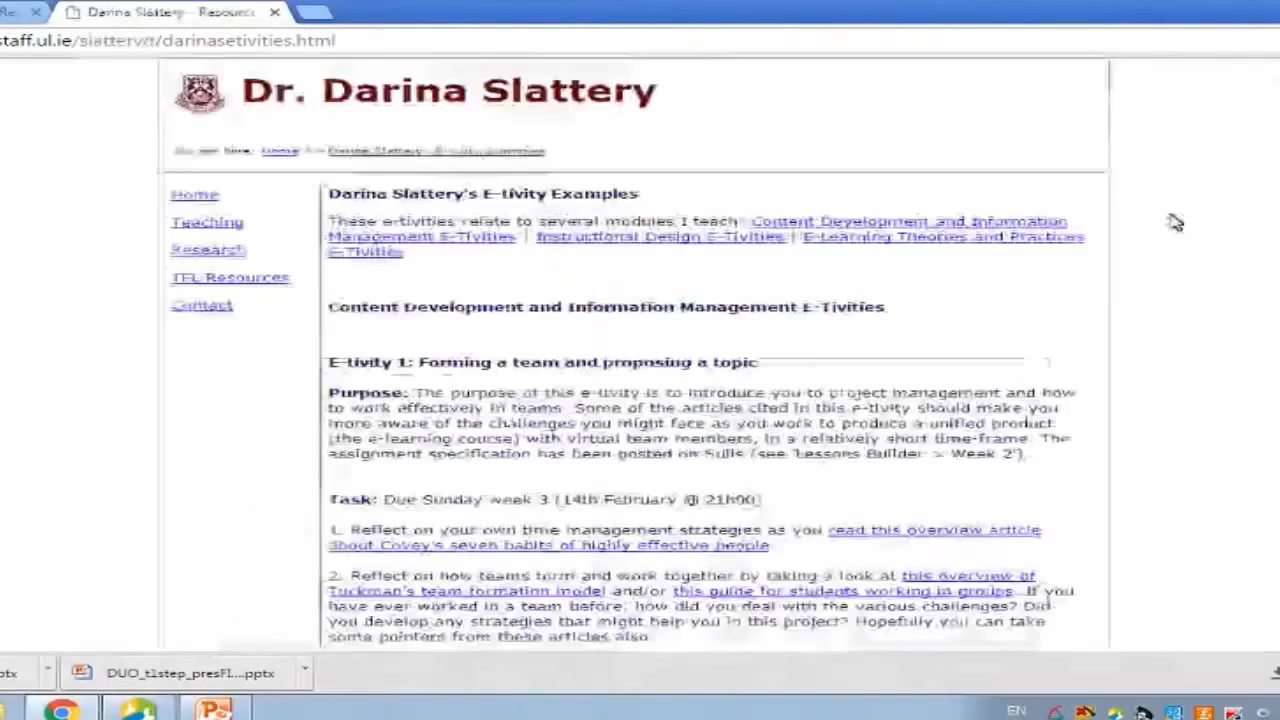 Darina Slattery - Resourc
staff.ul.ie/slatteryd/darinasetivities.html
Dr. Darina Slattery
You are here: Home > Darina Slattery - E-tivity Examples
Home
Teaching
Research
TEL Resources
Contact
Darina Slattery's E-tivity Examples
These e-tivities relate to several modules I teach: Content Development and Information
Management E-Tivities | Instructional Design E-Tivities | E-Learning Theories and Practices
E-Tivities
Content Development and Information Management E-Tivities
E-tivity 1: Forming a team and proposing a topic
Purpose: The purpose of this e-tivity is to introduce you to project management and how
to work effectively in teams. Some of the articles cited in this e-tivity should make you
more aware of the challenges you might face as you work to produce a unified product
(the e-learning course) with virtual team members, in a relatively short time-frame. The
assignment specification has been posted on Sulis (see 'Lessons Builder > Week 2').
Task: Due Sunday week 3 (14th February @ 21h00)
1. Reflect on your own time management strategies as you read this overview article
about Covey's seven habits of highly effective people.
2. Reflect on how teams form and work together by taking a look at this overview of
Tuckman's team formation model and/or this guide for students working in groups. If you
have ever worked in a team before, how did you deal with the various challenges? Did
you develop any strategies that might help you in this project? Hopefully you can take
some pointers from these articles also.
ptx
DUO_t1step_presFI....pptx
EN